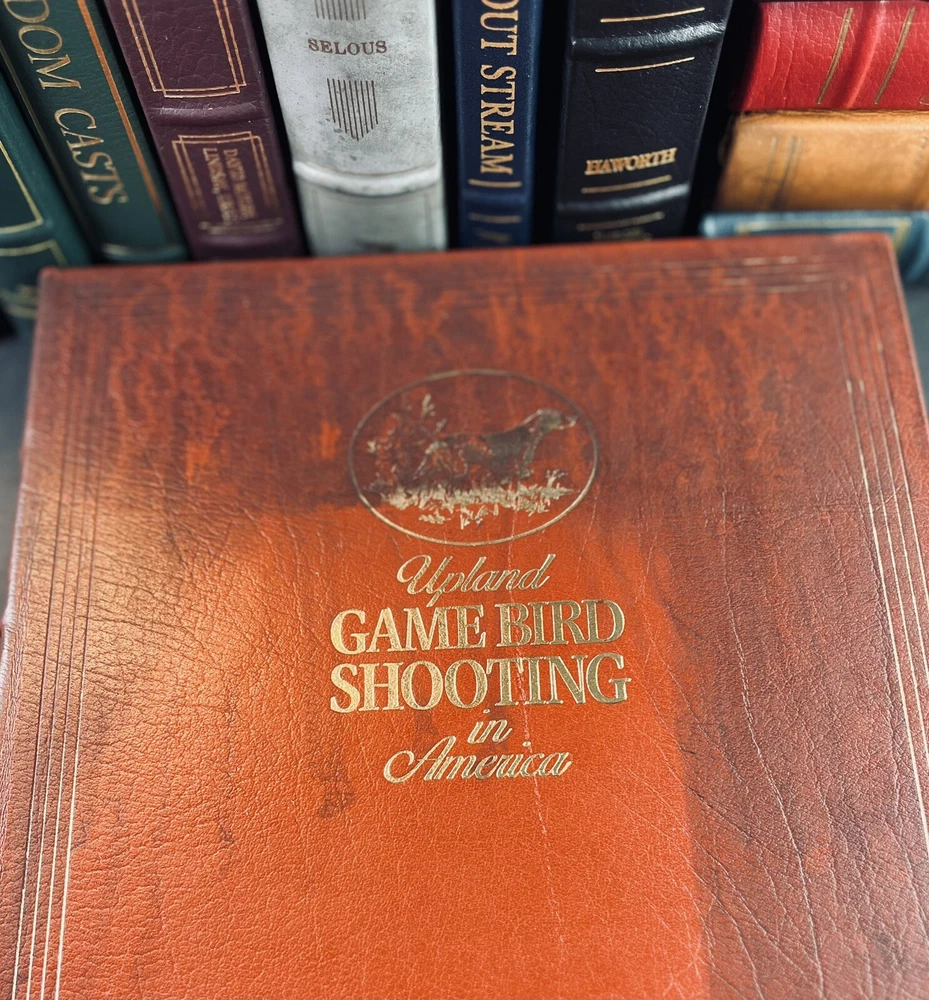 DOM CASTS
SELOUS
OUT STREAM
HAWORTH
Upland
GAME BIRD
SHOOTING
in
America